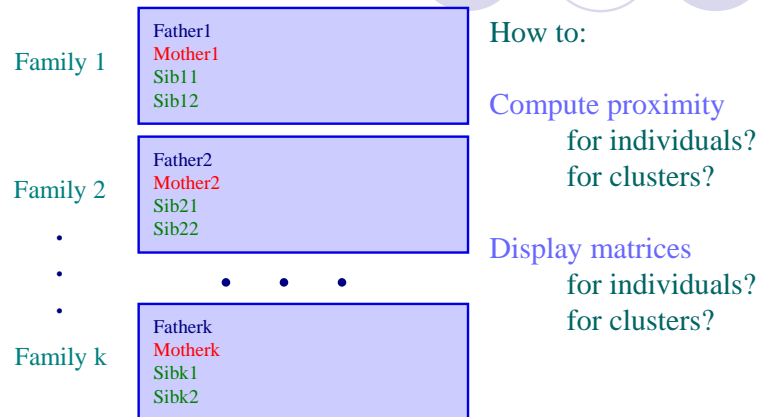 Family 1
Father1
Mother1
Sib11
Sib12
Family 2
Father2
Mother2
Sib21
Sib22
.
.
.
. . .
Family k
Fatherk
Motherk
Sibk1
Sibk2
How to:
Compute proximity
for individuals?
for clusters?
Display matrices
for individuals?
for clusters?